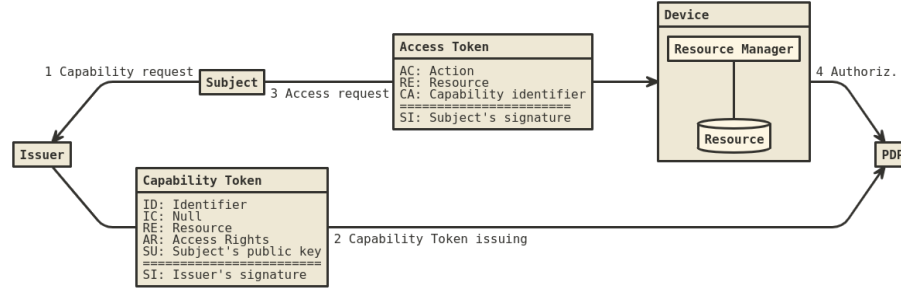 Device
Access Token
Resource Manager
1 Capability request
AC: Action
4 Authoriz.
Subject
RE: Resource
3 Access request
CA: Capability identifier
=======================
SI: Subject's signature
Resource
Issuer
PDP
Capability Token
ID: Identifier
IC: Null
RE: Resource
AR: Access Rights
2 Capability Token issuing
SU: Subject's public key
========================
SI: Issuer's signature